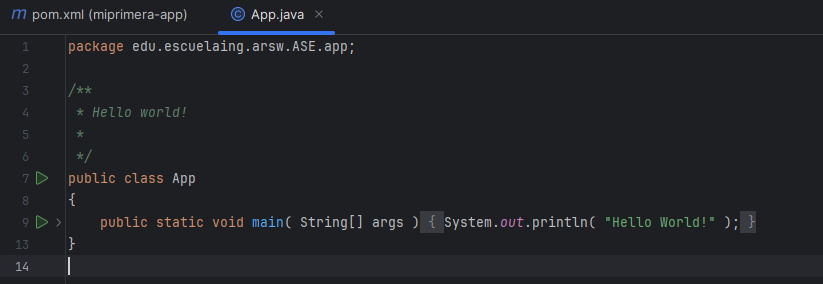 m pom.xml (miprimera-app) © App.java ×
1 package edu.escuelaing.arsw.ASE.app;
2
3 /**
4 * Hello world!
5 *
6 */
7 public class App
8 {
9 public static void main( String[] args ) { System.out.println( "Hello World!" ); }
13 }
14